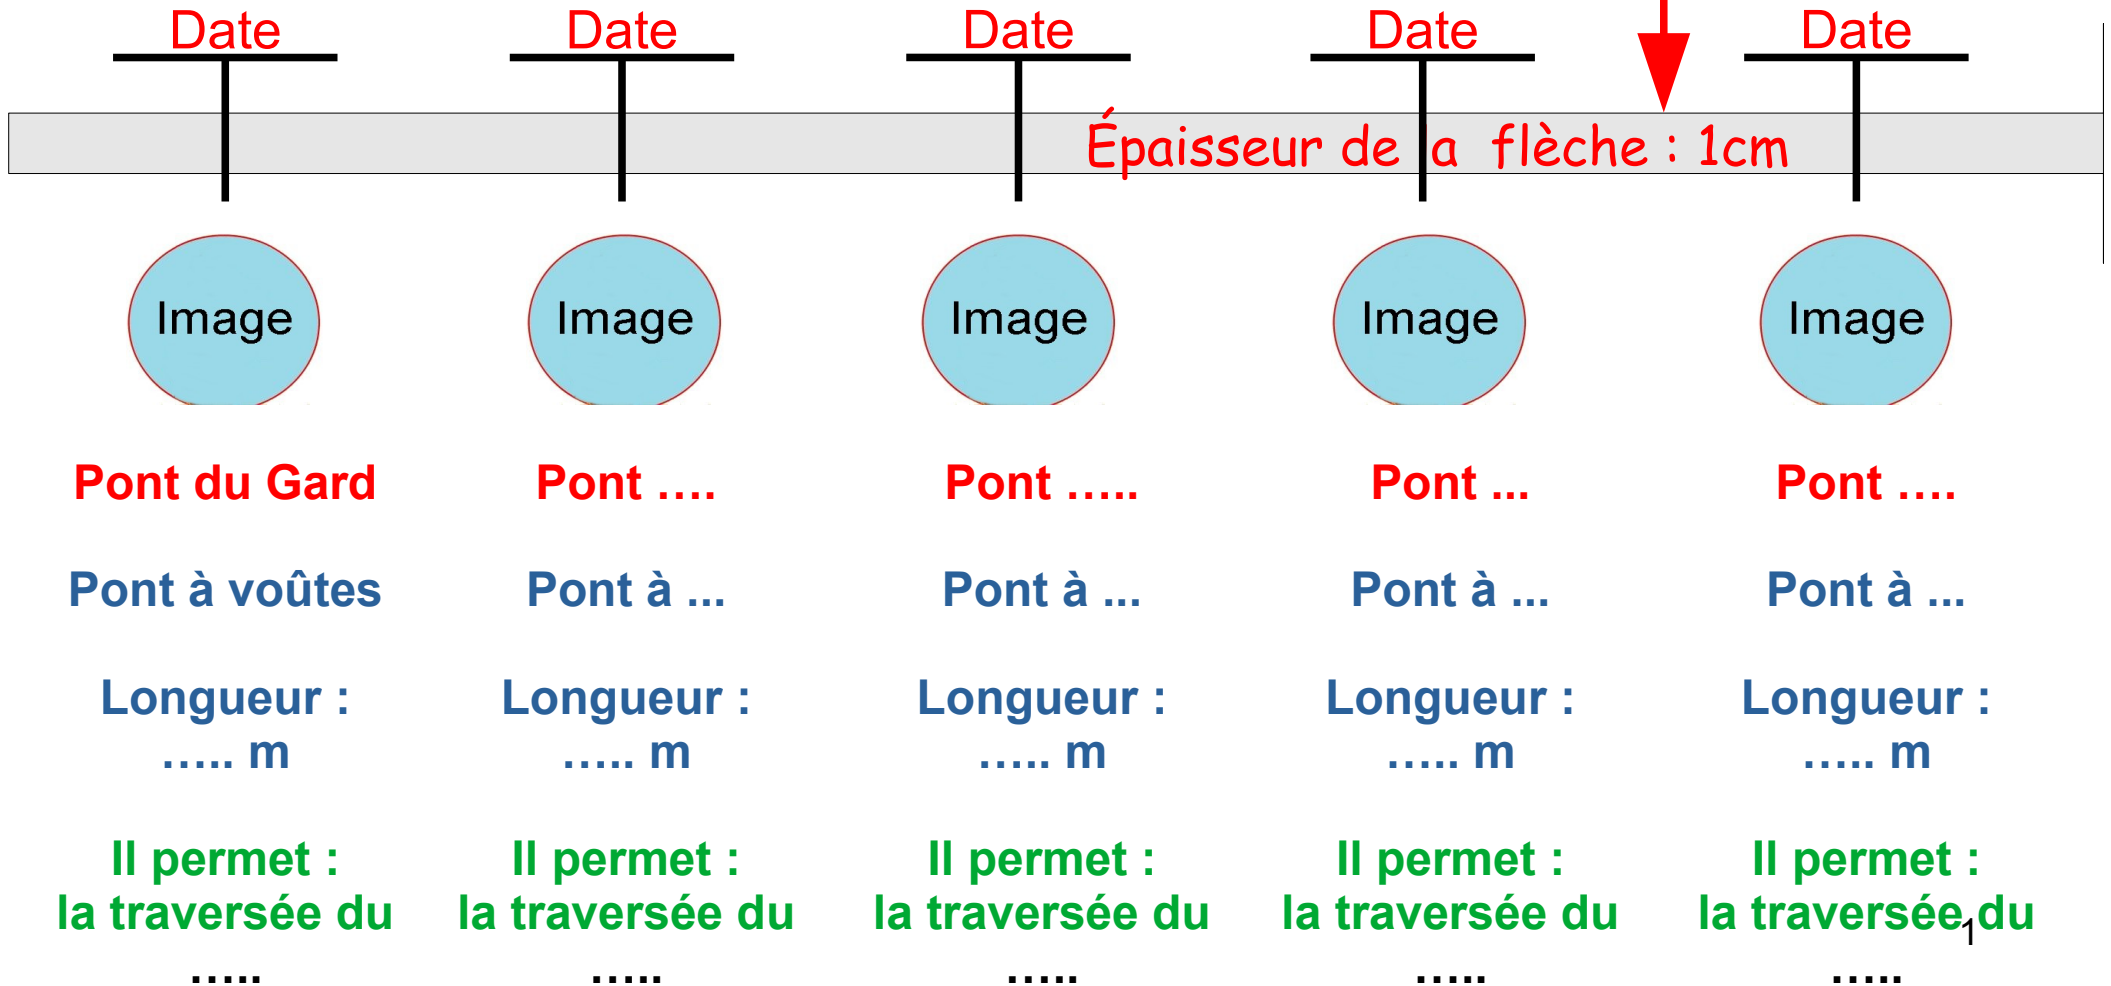 Date Date Date Date Date
Épaisseur de la flèche : 1cm
Image Image Image Image Image
Pont du Gard Pont .... Pont ..... Pont ... Pont ....
Pont à voûtes Pont à ... Pont à ... Pont à ... Pont à ...
Longueur : Longueur : Longueur : Longueur : Longueur :
..... m ..... m ..... m ..... m ..... m
Il permet : Il permet : Il permet : Il permet : Il permet :
la traversée du la traversée du la traversée du la traversée du la traversée du
1
..... ..... ..... ..... .....